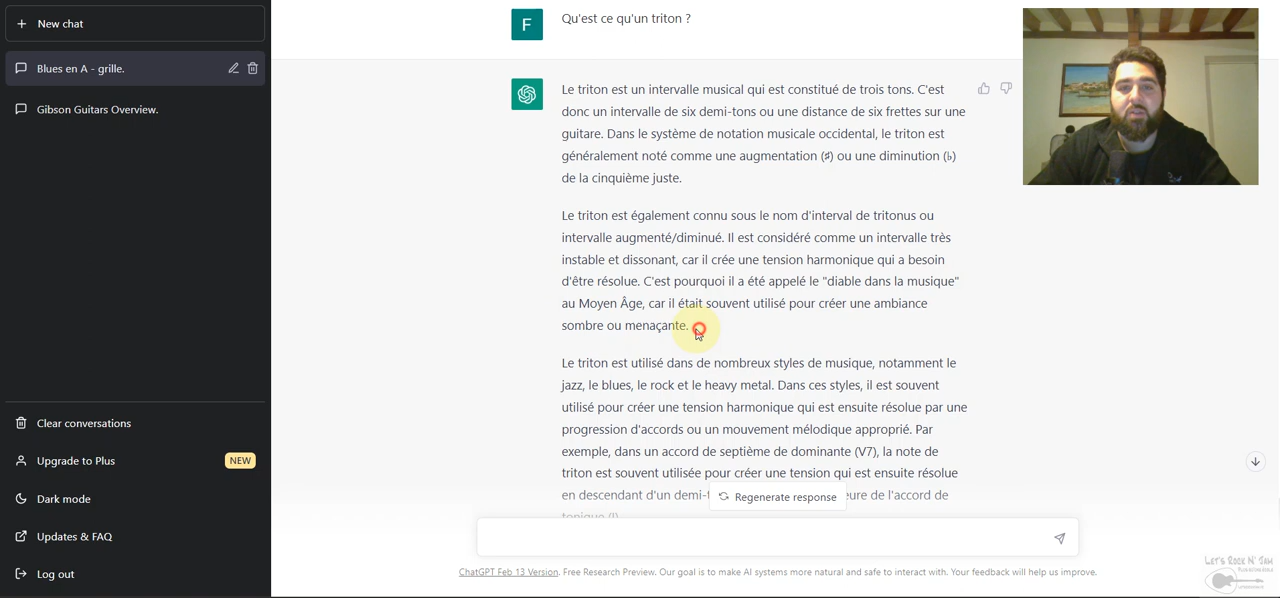 New chat
Blues en A - grille.
Gibson Guitars Overview.
Clear conversations
Upgrade to Plus
NEW
Dark mode
Updates & FAQ
Log out
F
Qu'est ce qu'un triton ?
Le triton est un intervalle musical qui est constitué de trois tons. C'est
donc un intervalle de six demi-tons ou une distance de six frettes sur une
guitare. Dans le système de notation musicale occidental, le triton est
généralement noté comme une augmentation (♯) ou une diminution (♭)
de la cinquième juste.
Le triton est également connu sous le nom d'interval de tritonus ou
intervalle augmenté/diminué. Il est considéré comme un intervalle très
instable et dissonant, car il crée une tension harmonique qui a besoin
d'être résolue. C'est pourquoi il a été appelé le "diable dans la musique"
au Moyen Âge, car il était souvent utilisé pour créer une ambiance
sombre ou menaçante.
Le triton est utilisé dans de nombreux styles de musique, notamment le
jazz, le blues, le rock et le heavy metal. Dans ces styles, il est souvent
utilisé pour créer une tension harmonique qui est ensuite résolue par une
progression d'accords ou un mouvement mélodique approprié. Par
exemple, dans un accord de septième de dominante (V7), la note de
triton est souvent utilisée pour créer une tension qui est ensuite résolue
en descendant d'un demi-t eure de l'accord de
tonique (I).
Regenerate response
ChatGPT Feb 13 Version. Free Research Preview. Our goal is to make AI systems more natural and safe to interact with. Your feedback will help us improve.
LET'S ROCK N' JAM